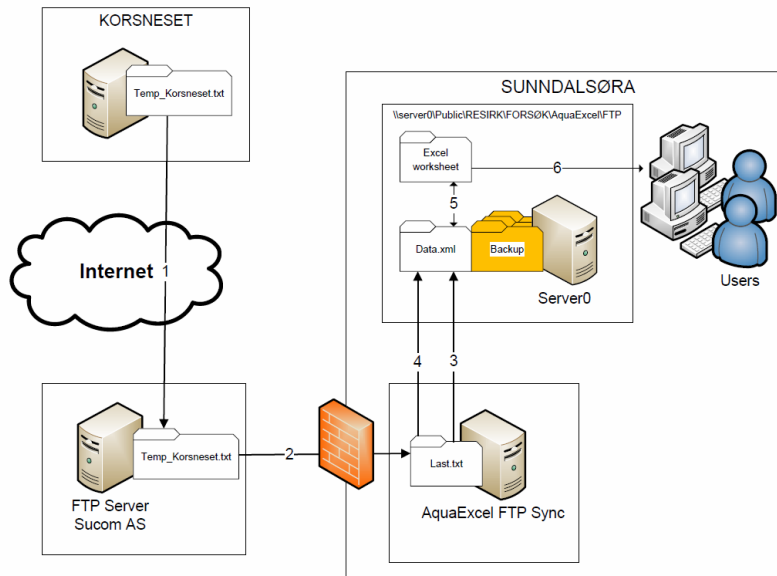 KORSNESET
Temp_Korsneset.txt
Internet
1
Temp_Korsneset.txt
FTP Server
Sucom AS
2
SUNNDALSØRA
\\server0\Public\RESIRK\FORSØK\AquaExcel\FTP
Excel
worksheet
6
5
Data.xml
Backup
Server0
Users
4
3
Last.txt
AquaExcel FTP Sync